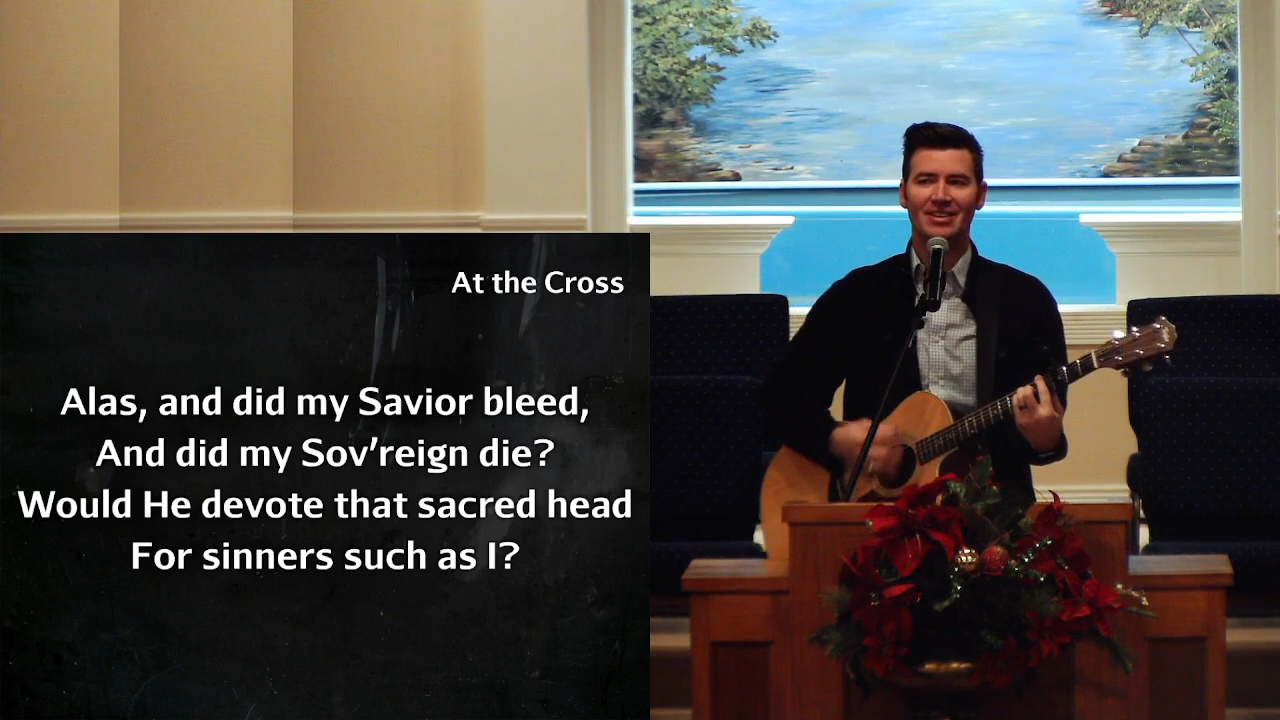 At the Cross
Alas, and did my Savior bleed,
And did my Sov’reign die?
Would He devote that sacred head
For sinners such as I?